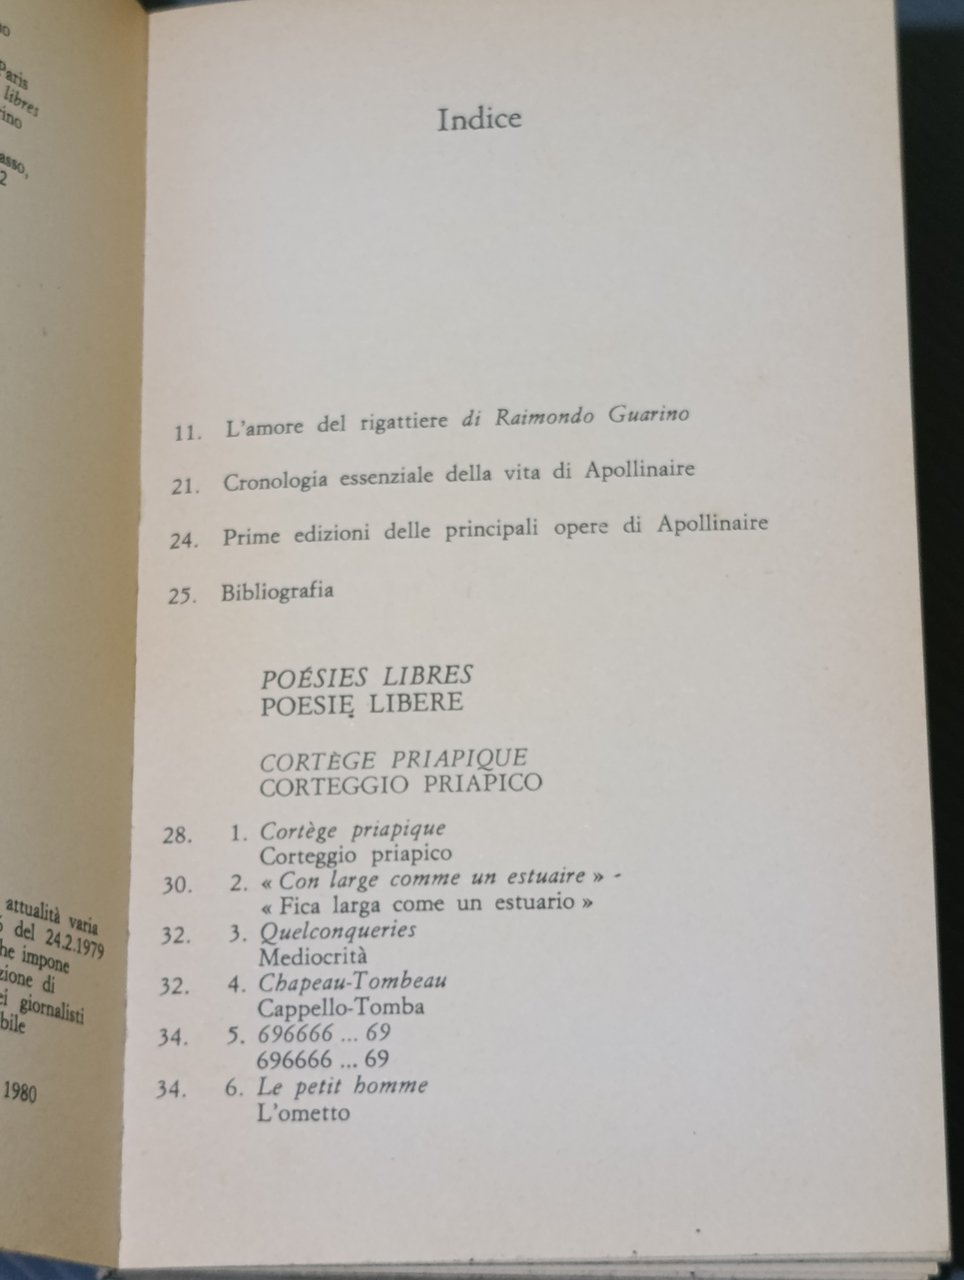 Paris
libres
2
attualità varia
del 24.2.1979
impone
di
giornalisti
1980
Indice
11. L'amore del rigattiere di Raimondo Guarino
21. Cronologia essenziale della vita di Apollinaire
24. Prime edizioni delle principali opere di Apollinaire
25. Bibliografia
POÉSIES LIBRES
POESIE LIBERE
CORTÈGE PRIAPIQUE
CORTEGGIO PRIAPICO
28. 1. Cortège priapique
Corteggio priapico
30. 2. « Con large comme un estuaire » -
« Fica larga come un estuario »
32. 3. Quelconqueries
Mediocrità
32. 4. Chapeau-Tombeau
Cappello-Tomba
34. 5. 696666 ... 69
696666 ... 69
34. 6. Le petit homme
L'ometto